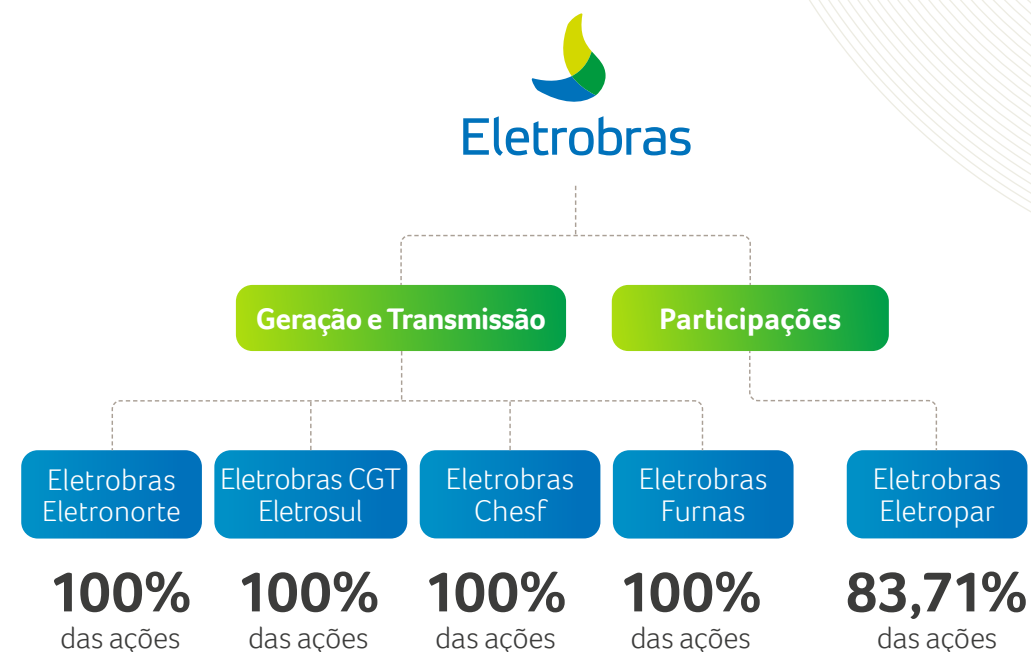 Eletrobras
Geração e Transmissão
Participações
Eletrobras
Eletronorte
Eletrobras CGT
Eletrosul
Eletrobras
Chesf
Eletrobras
Furnas
Eletrobras
Eletropar
100%
das ações
100%
das ações
100%
das ações
100%
das ações
83,71%
das ações